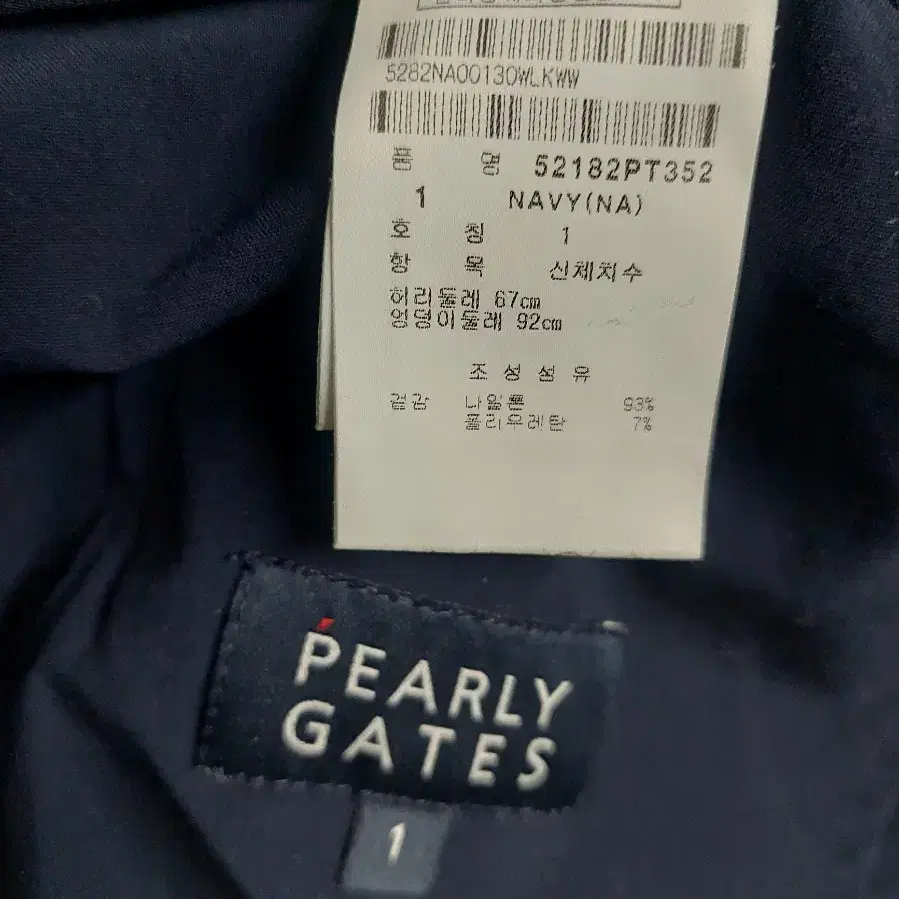 5282NA00130WLKWW
품 명 52182PT352
1 NAVY(NA)
호 칭 1
항 목 신체치수
허리둘레 67cm
엉덩이둘레 92cm
조 성 섬 유
겉감 나일론 93%
폴리우레탄 7%
PEARLY
GATES
1